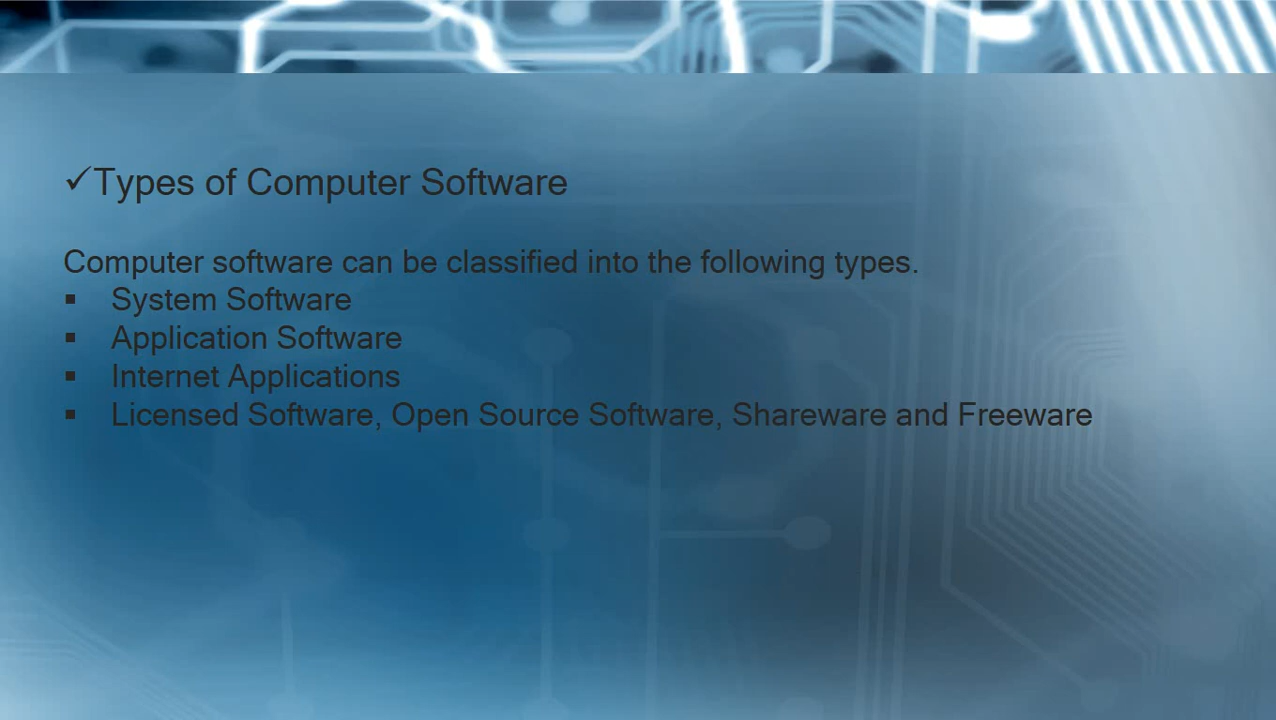 ✓Types of Computer Software
Computer software can be classified into the following types.
▪ System Software
▪ Application Software
▪ Internet Applications
▪ Licensed Software, Open Source Software, Shareware and Freeware